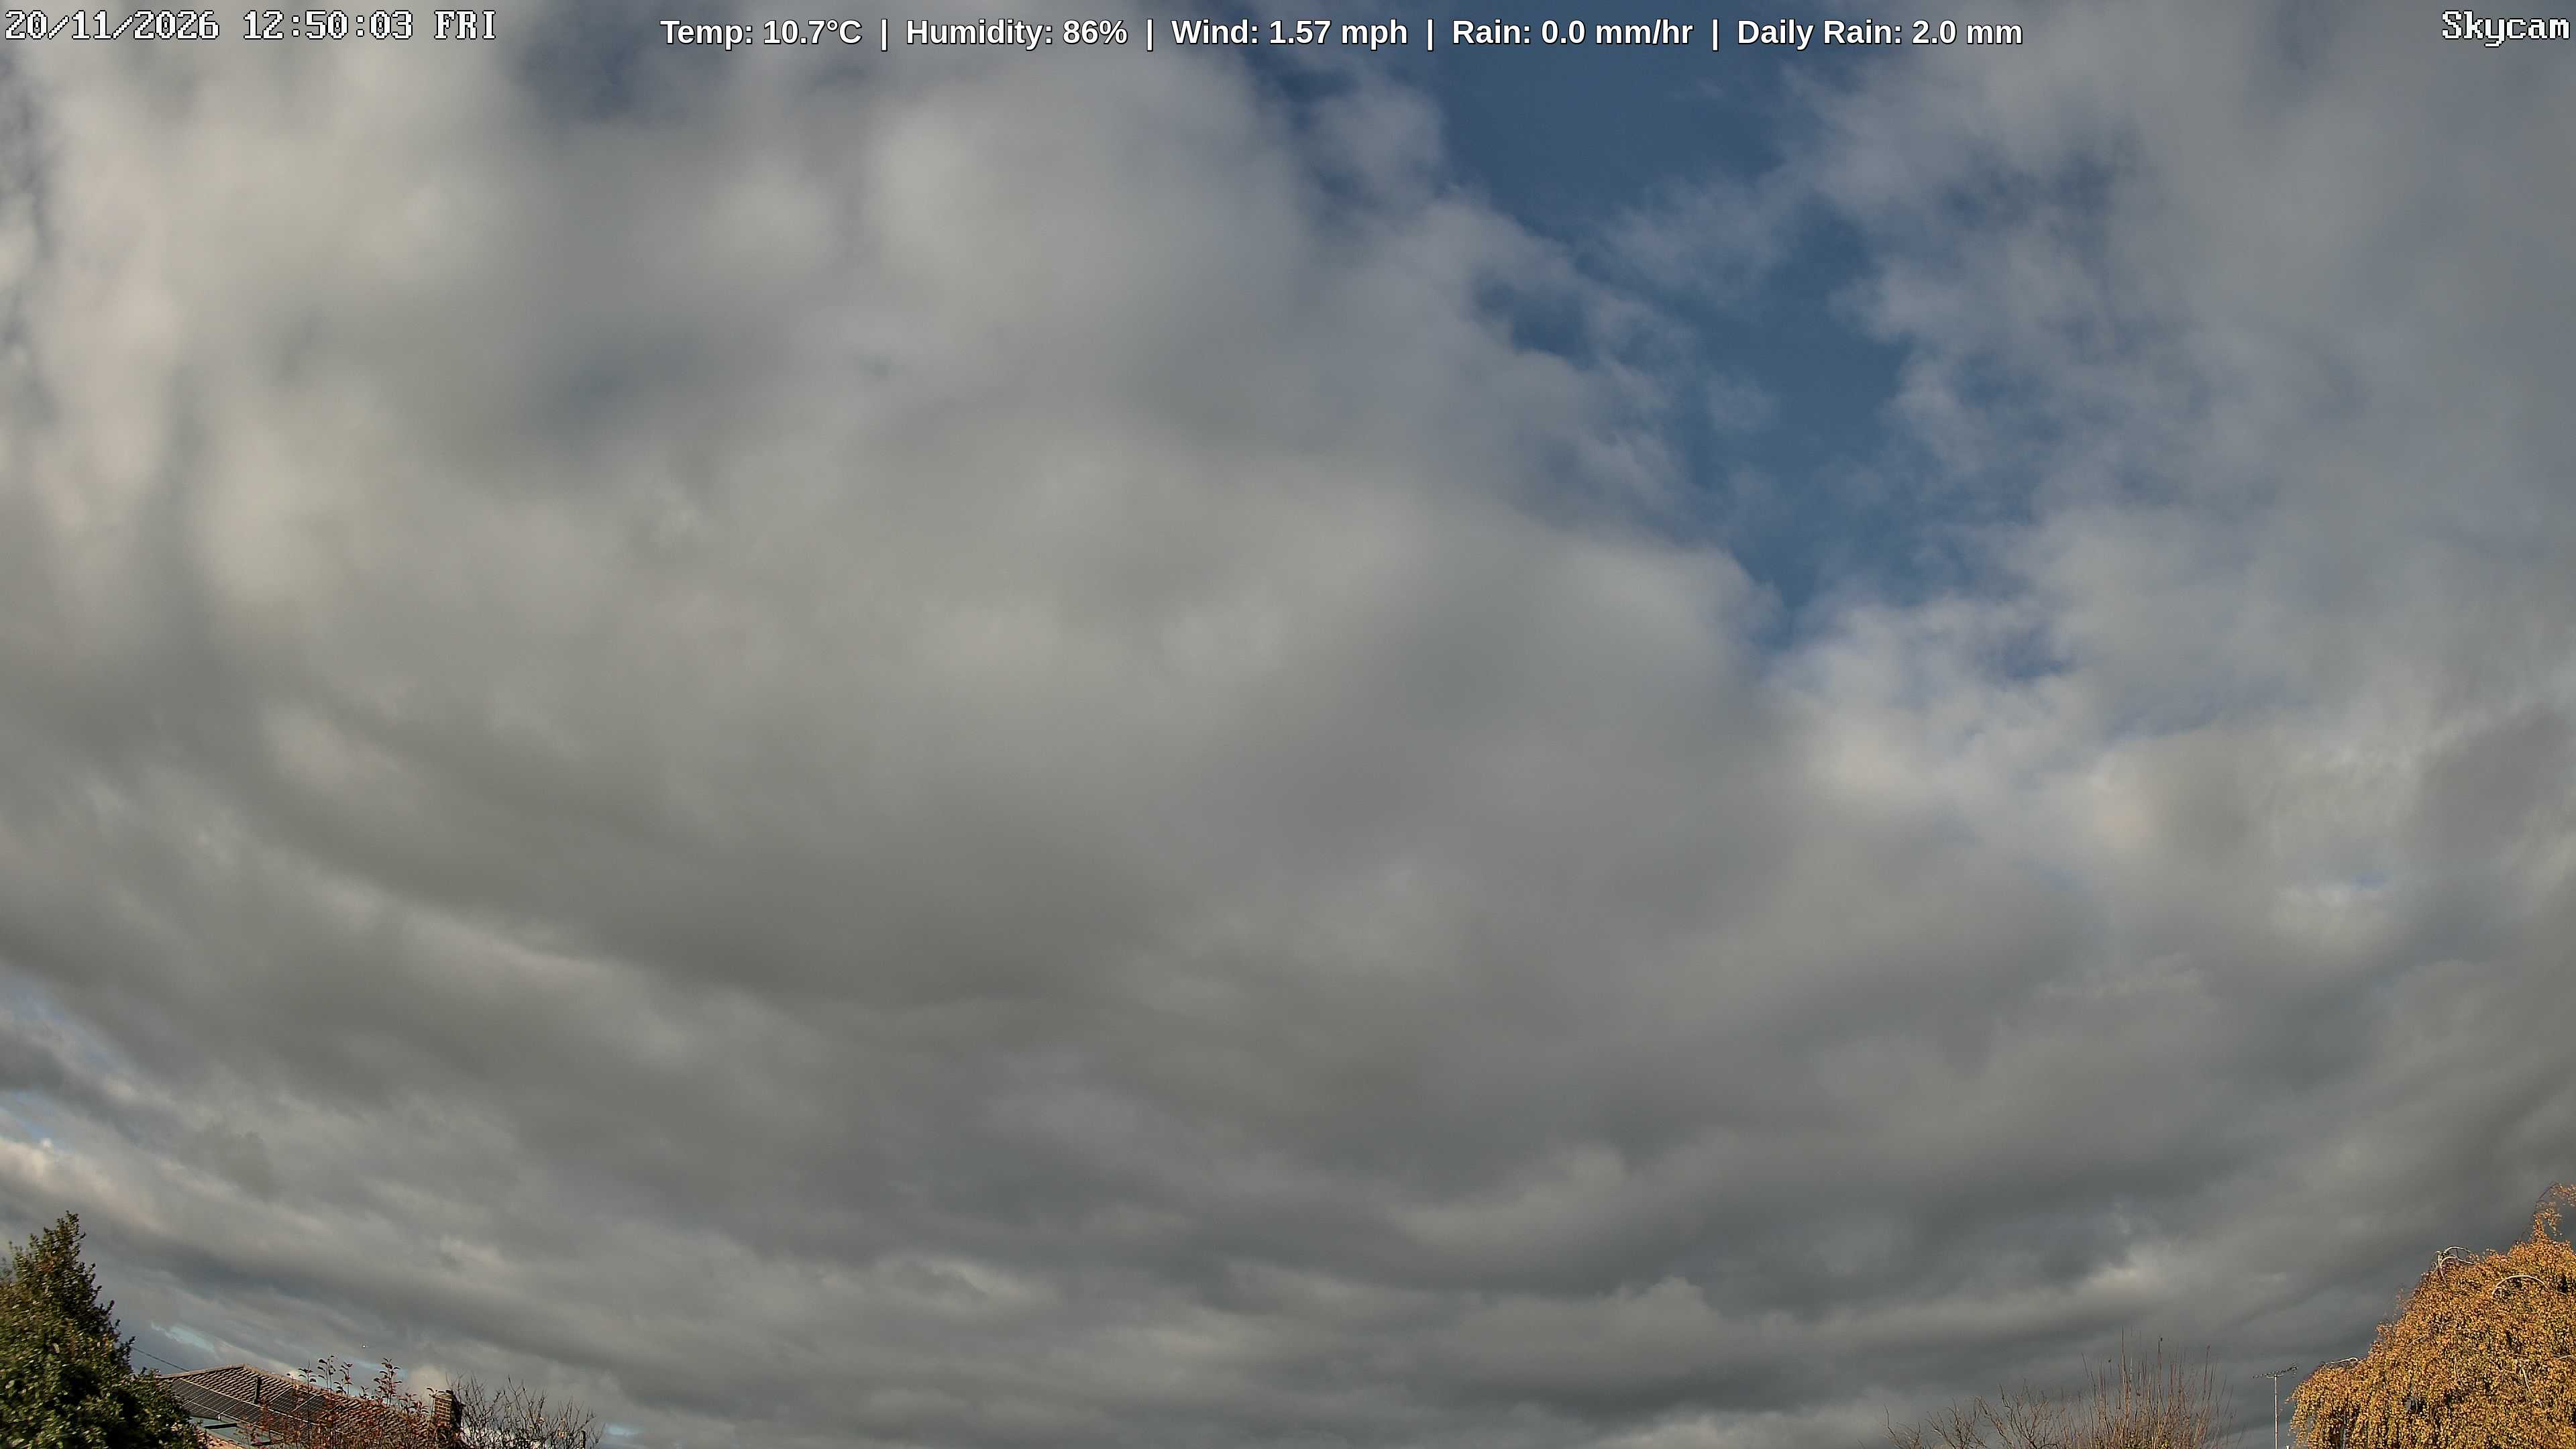 20/11/2026 12:50:03 FRI
Temp: 10.7°C | Humidity: 86% | Wind: 1.57 mph | Rain: 0.0 mm/hr | Daily Rain: 2.0 mm
Skycam